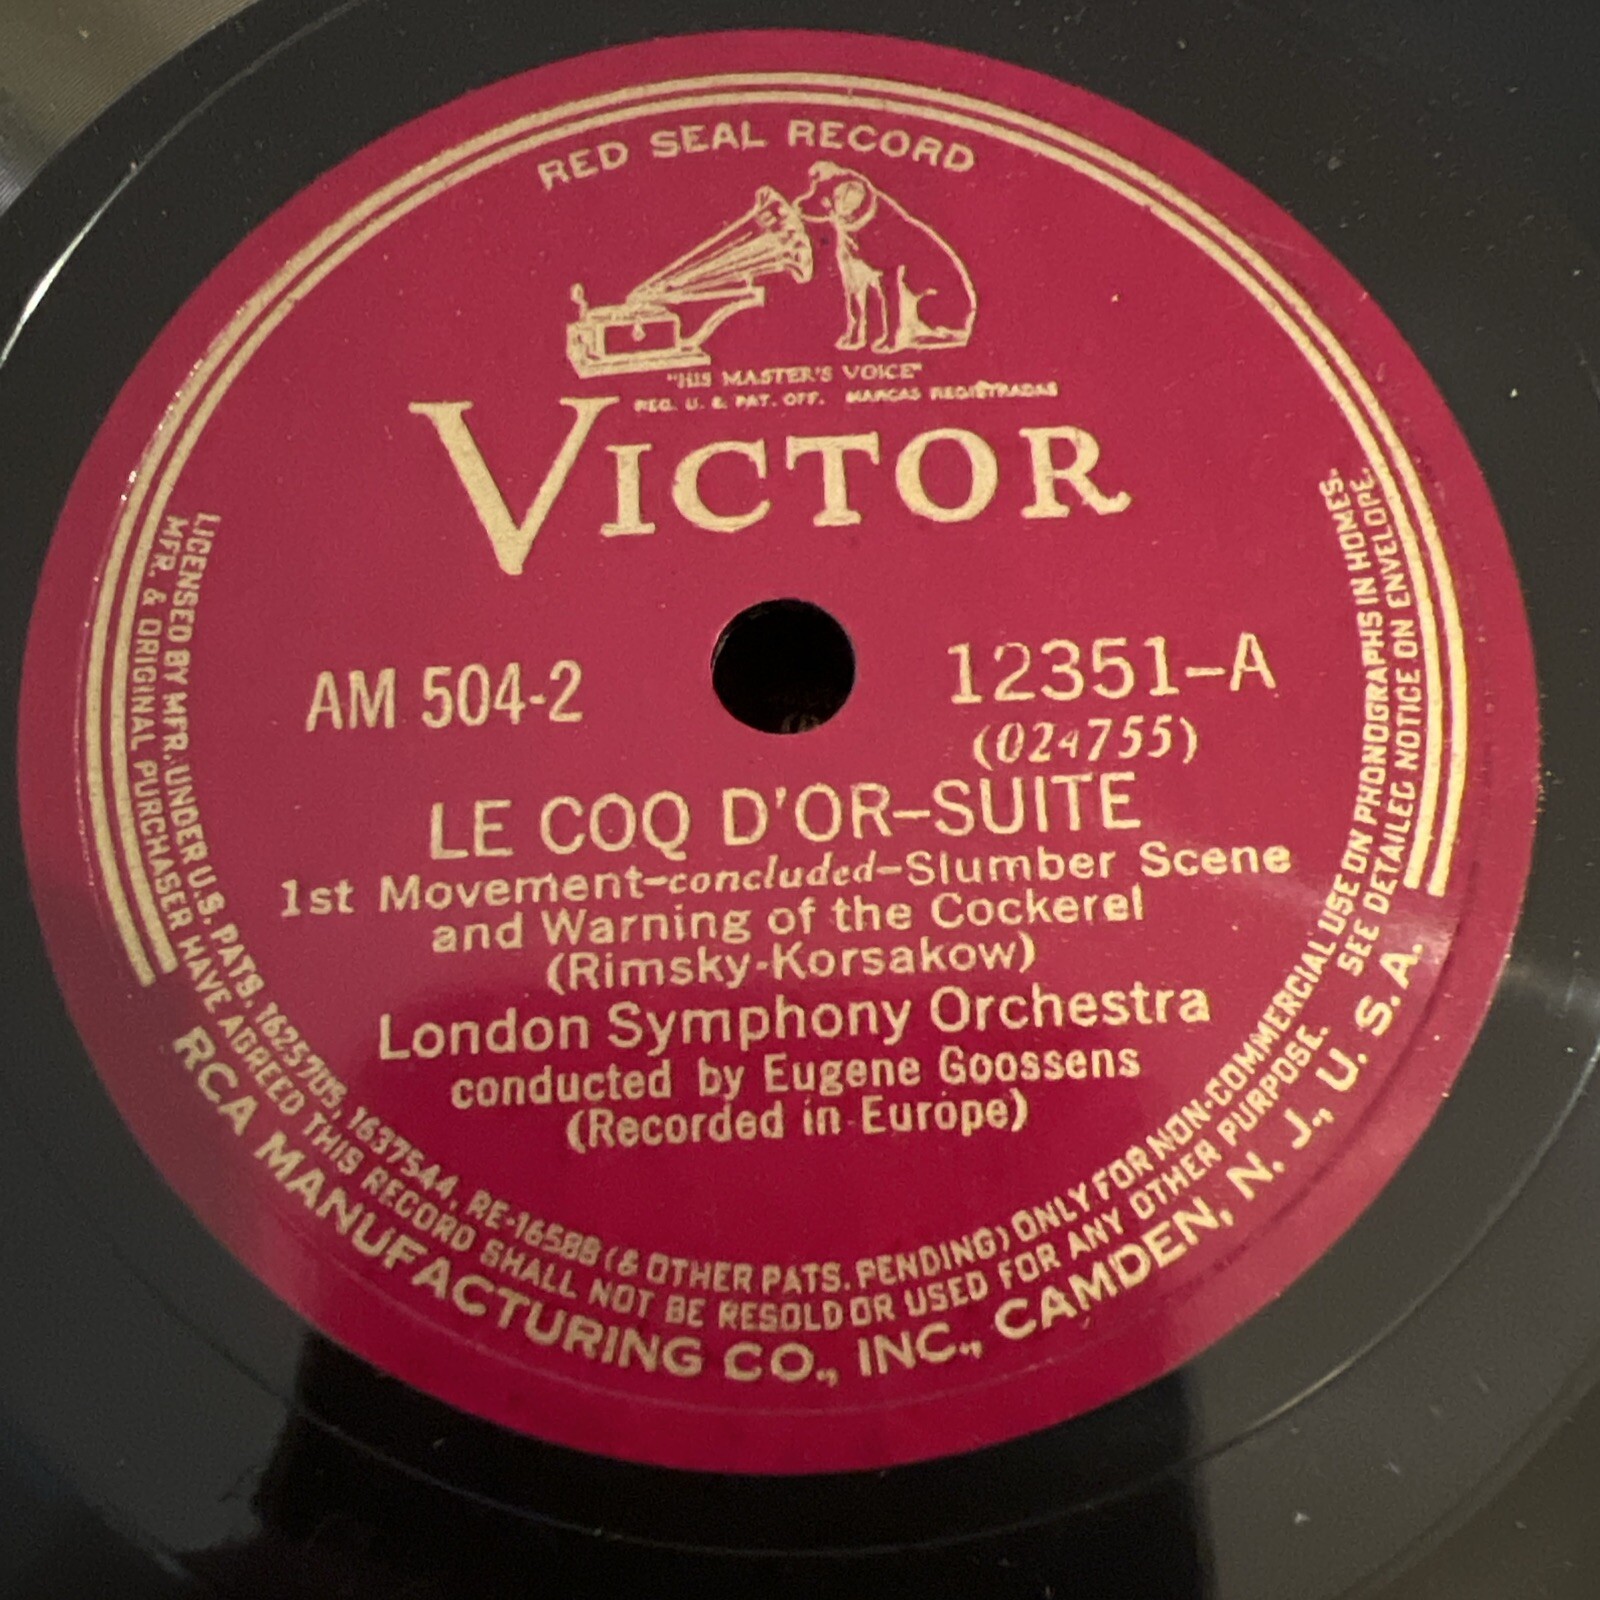 RED SEAL RECORD
"HIS MASTER'S VOICE"
REG. U. S. PAT. OFF. MARCAS REGISTRADAS
VICTOR
AM 504-2
12351-A
(024755)
LE COQ D'OR-SUITE
1st Movement-concluded-Slumber Scene
and Warning of the Cockerel
(Rimsky-Korsakow)
London Symphony Orchestra
conducted by Eugene Goossens
(Recorded in Europe)
LICENSED BY MFR. UNDER U.S. PATS. 1625705, 1637544, RE-16588 (& OTHER PATS. PENDING) ONLY FOR NON-COMMERCIAL USE ON PHONOGRAPHS IN HOMES.
MFR. & ORIGINAL PURCHASER HAVE AGREED THIS RECORD SHALL NOT BE RESOLD OR USED FOR ANY OTHER PURPOSE. SEE DETAILED NOTICE ON ENVELOPE.
RCA MANUFACTURING CO., INC., CAMDEN, N. J., U. S. A.